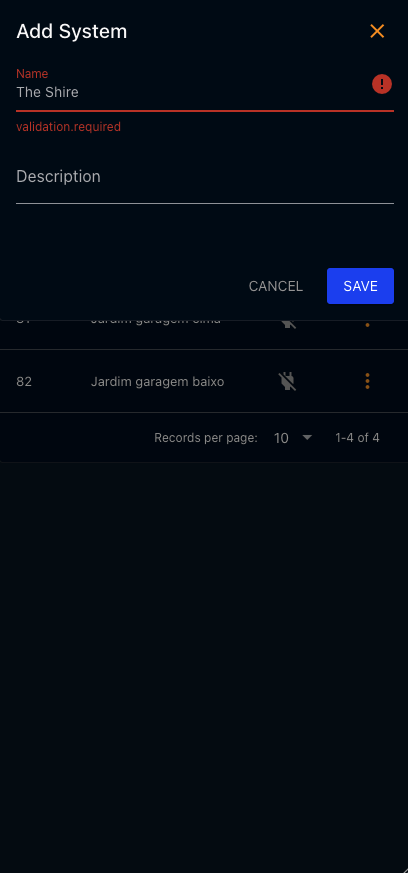 Add System
Name
The Shire
validation.required
Description
CANCEL SAVE
82 Jardim garagem baixo
Records per page: 10 1-4 of 4